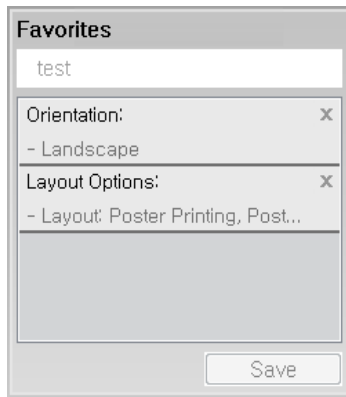 Favorites
test
Orientation: x
- Landscape
Layout Options: x
- Layout: Poster Printing, Post...
Save